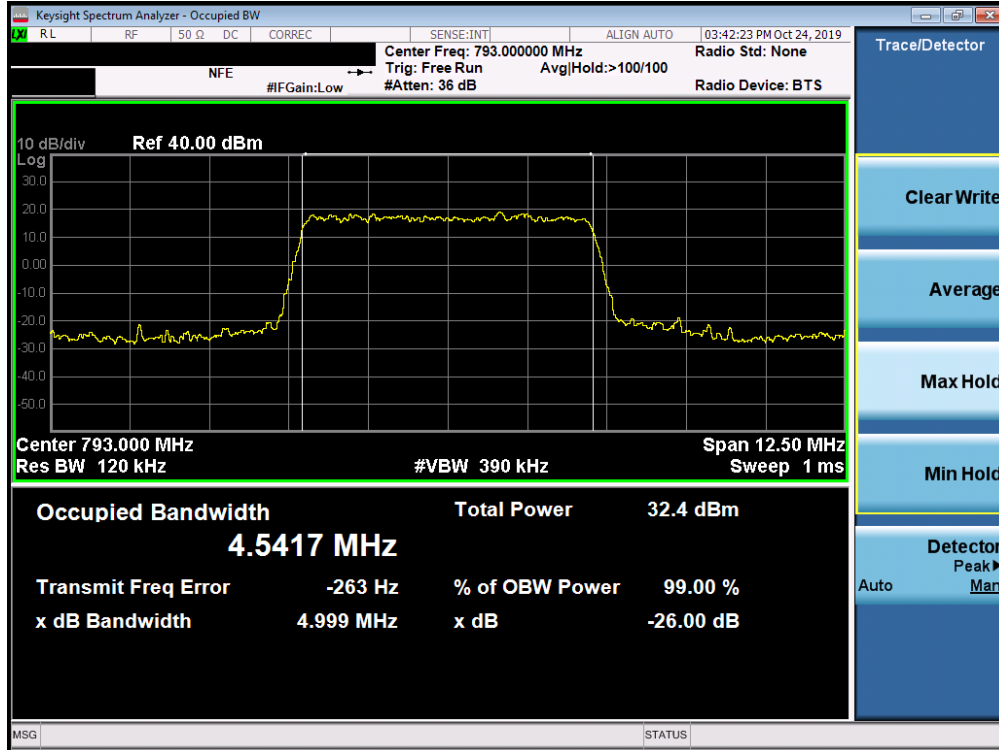 Keysight Spectrum Analyzer - Occupied BW
LXI RL RF 50 Ω DC CORREC SENSE:INT ALIGN AUTO 03:42:23 PM Oct 24, 2019
Center Freq: 793.000000 MHz Radio Std: None
NFE Trig: Free Run Avg|Hold:>100/100
#IFGain:Low #Atten: 36 dB Radio Device: BTS
Trace/Detector
10 dB/div Ref 40.00 dBm
Log
30.0
20.0
10.0
0.00
-10.0
-20.0
-30.0
-40.0
-50.0
Center 793.000 MHz Span 12.50 MHz
Res BW 120 kHz #VBW 390 kHz Sweep 1 ms
Occupied Bandwidth Total Power 32.4 dBm
4.5417 MHz
Transmit Freq Error -263 Hz % of OBW Power 99.00 %
x dB Bandwidth 4.999 MHz x dB -26.00 dB
Clear Write
Average
Max Hold
Min Hold
Detector
Peak▶
Auto Man
MSG STATUS